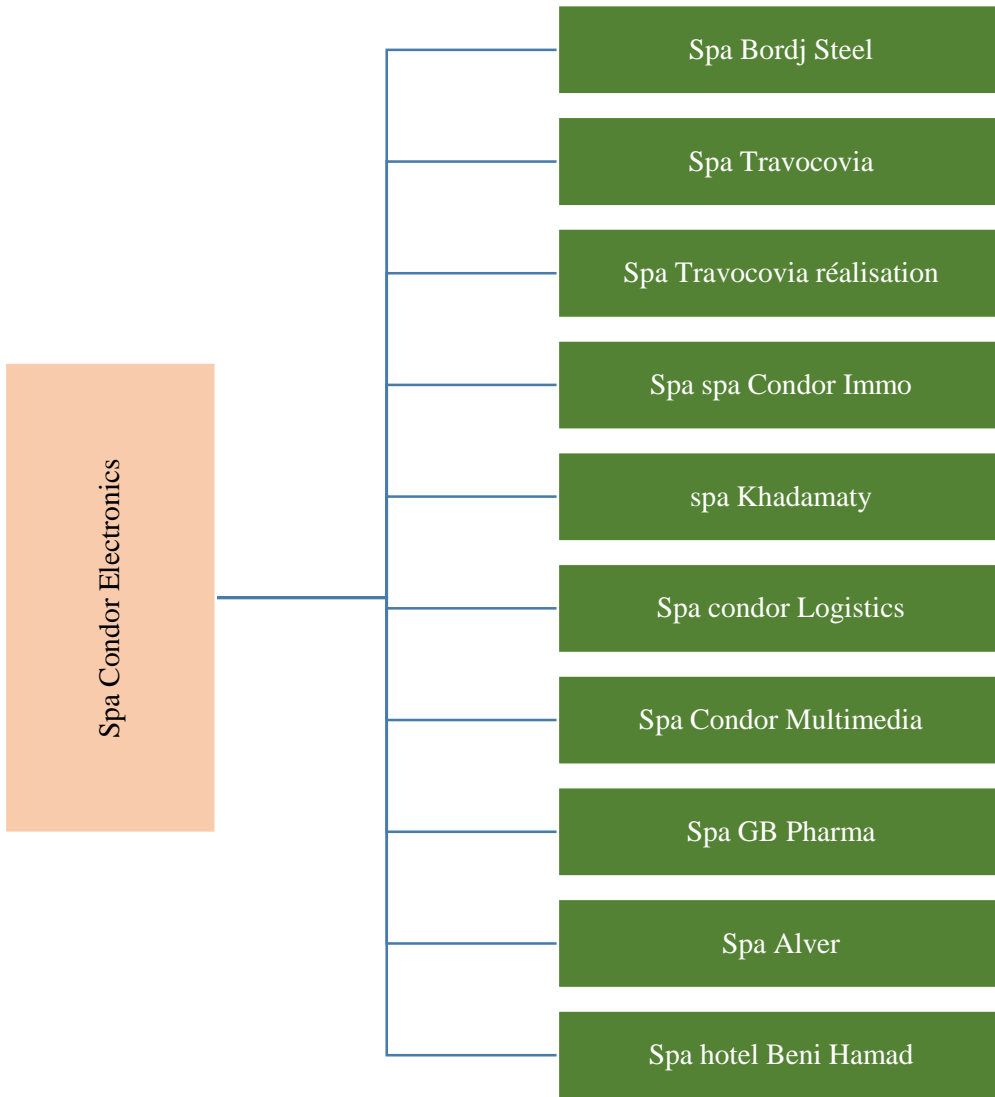 Spa Condor Electronics
Spa Bordj Steel
Spa Travocovia
Spa Travocovia réalisation
Spa spa Condor Immo
spa Khadamaty
Spa condor Logistics
Spa Condor Multimedia
Spa GB Pharma
Spa Alver
Spa hotel Beni Hamad